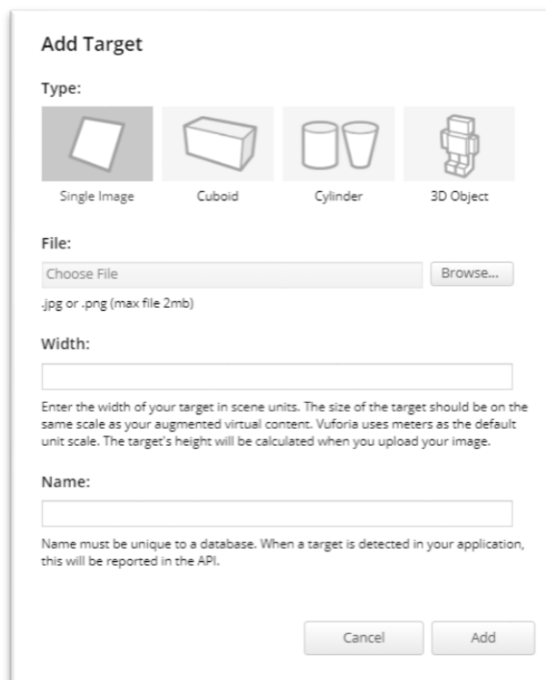 Add Target
Type:
Single Image
Cuboid
Cylinder
3D Object
File:
Choose File
Browse...
.jpg or .png (max file 2mb)
Width:
Enter the width of your target in scene units. The size of the target should be on the
same scale as your augmented virtual content. Vuforia uses meters as the default
unit scale. The target's height will be calculated when you upload your image.
Name:
Name must be unique to a database. When a target is detected in your application,
this will be reported in the API.
Cancel
Add